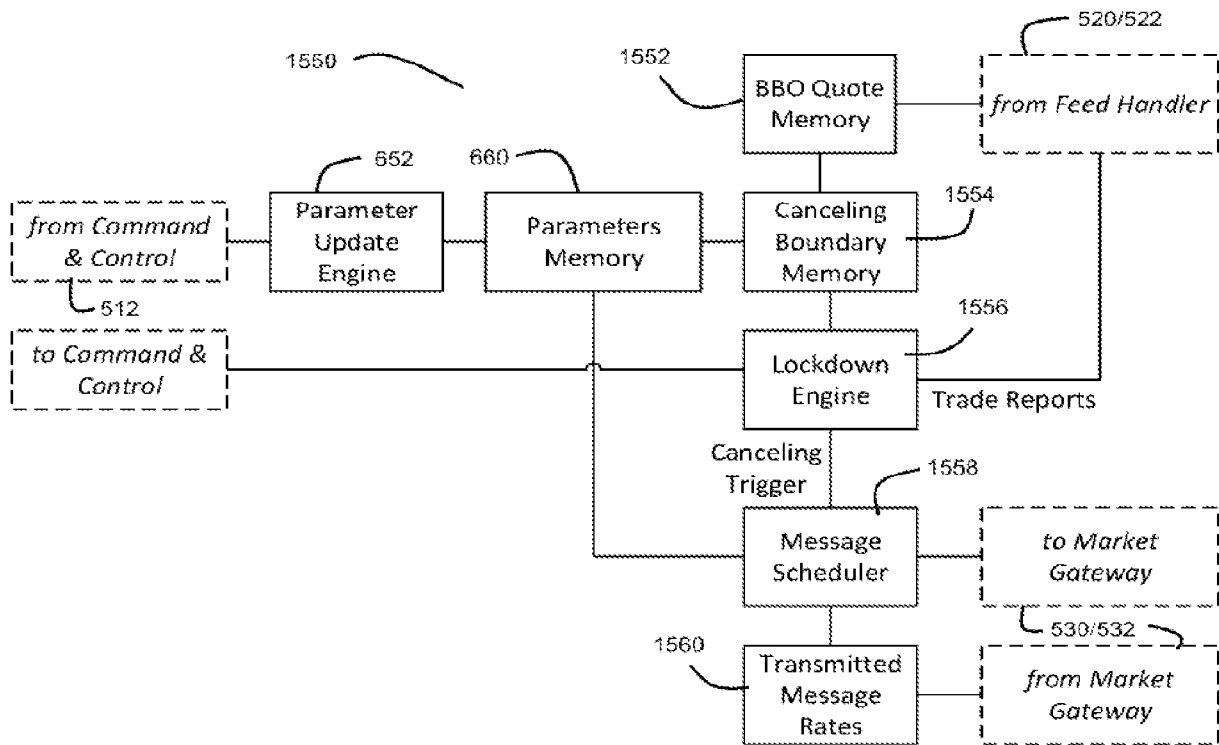 520/522
1550
1552
BBO Quote
Memory
from Feed Handler
652
660
1554
from Command
& Control
Parameter
Update
Engine
Parameters
Memory
Canceling
Boundary
Memory
512
1556
to Command &
Control
Lockdown
Engine
Trade Reports
Canceling
Trigger
1558
Message
Scheduler
to Market
Gateway
530/532
1560
Transmitted
Message
Rates
from Market
Gateway